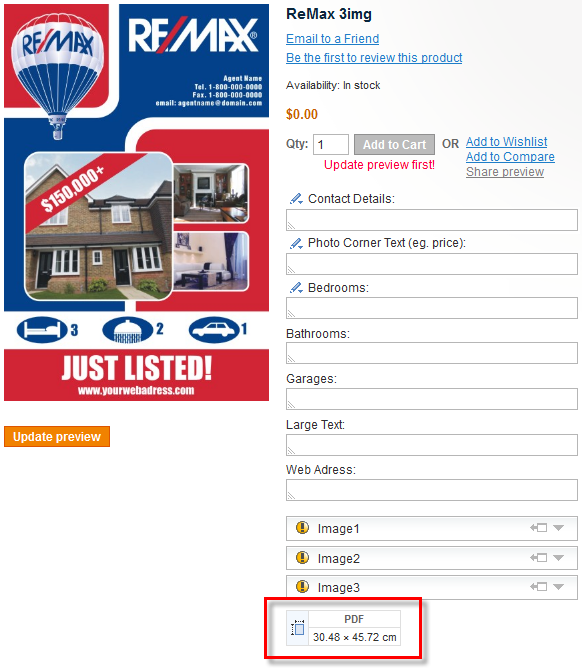 RE/MAX
RE/MAX®
Agent Name
Tel. 1-800-000-0000
Fax. 1-800-000-0000
email: agentname@domain.com
$150,000+
3
2
1
JUST LISTED!
www.yourwebadress.com
Update preview
ReMax 3img
Email to a Friend
Be the first to review this product
Availability: In stock
$0.00
Qty: 1 Add to Cart OR Add to Wishlist
Add to Compare
Update preview first!
Share preview
Contact Details:
Photo Corner Text (eg. price):
Bedrooms:
Bathrooms:
Garages:
Large Text:
Web Adress:
Image1
Image2
Image3
PDF
30.48 × 45.72 cm